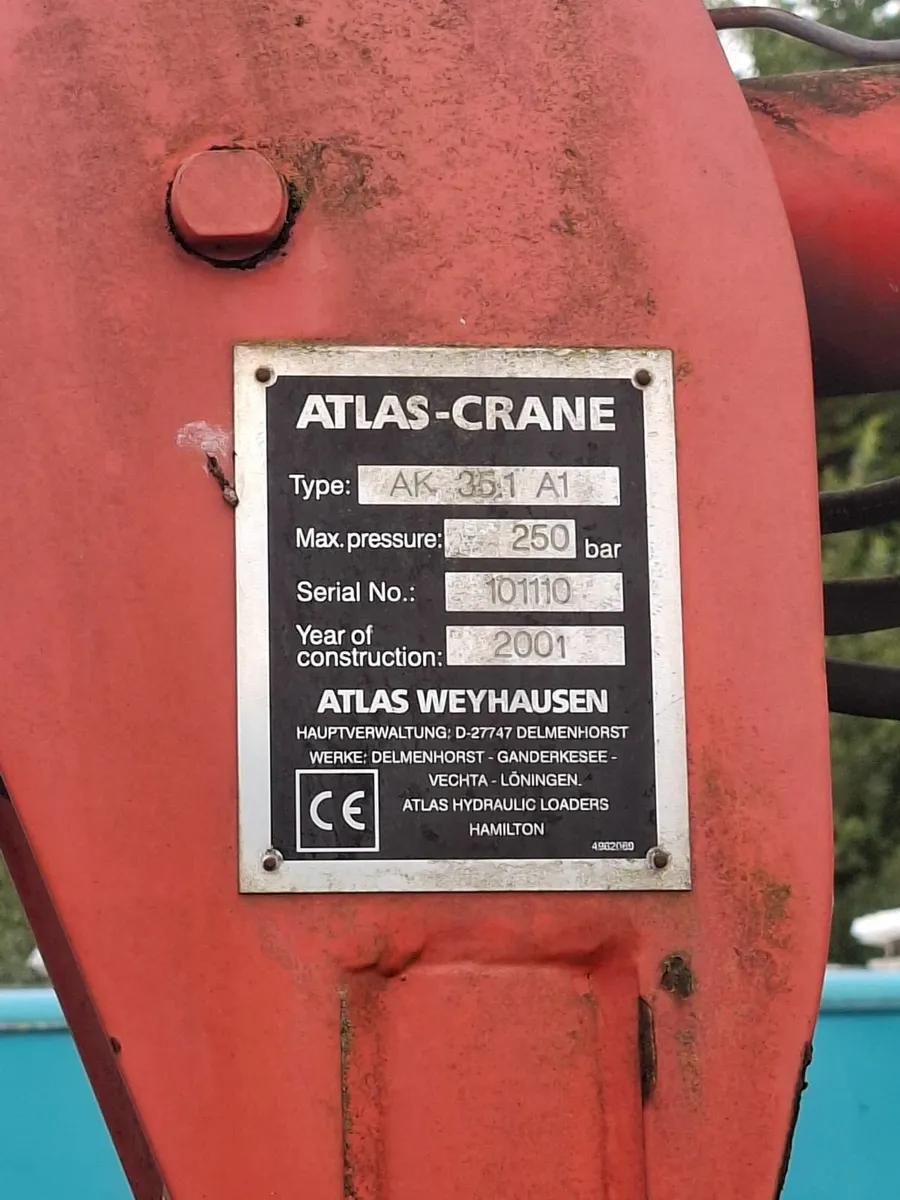 ATLAS-CRANE
Type: AK 35.1 A1
Max. pressure: 250 bar
Serial No.: 101110
Year of
construction: 2001
ATLAS WEYHAUSEN
HAUPTVERWALTUNG: D-27747 DELMENHORST
WERKE: DELMENHORST - GANDERKESEE -
VECHTA - LÖNINGEN.
CE
ATLAS HYDRAULIC LOADERS
HAMILTON
4962060